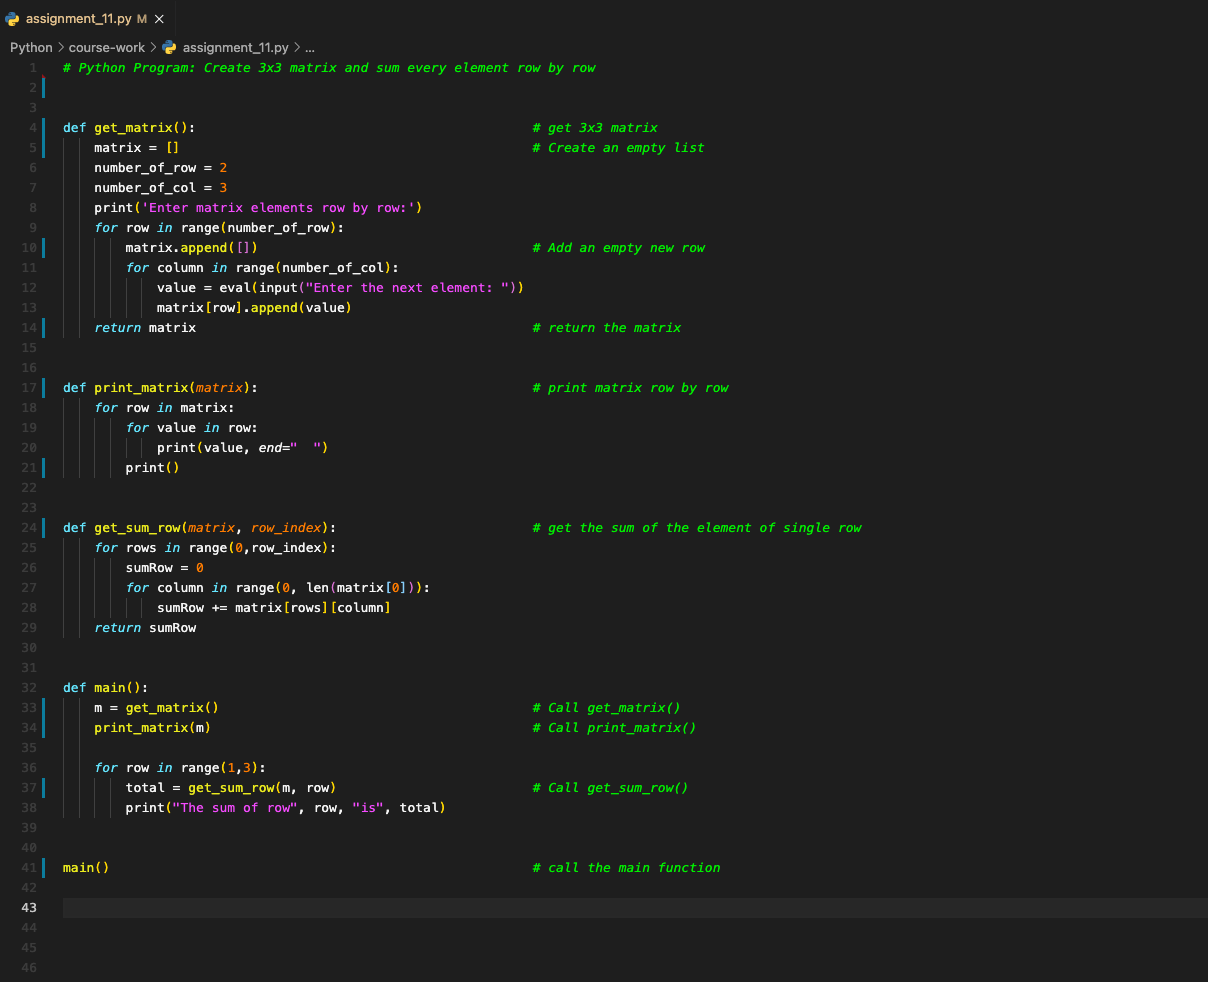 assignment_11.py M ×
Python > course-work > assignment_11.py > ...
1 # Python Program: Create 3x3 matrix and sum every element row by row
2
3
4 def get_matrix(): # get 3x3 matrix
5     matrix = [] # Create an empty list
6     number_of_row = 2
7     number_of_col = 3
8     print('Enter matrix elements row by row:')
9     for row in range(number_of_row):
10         matrix.append([]) # Add an empty new row
11         for column in range(number_of_col):
12             value = eval(input("Enter the next element: "))
13             matrix[row].append(value)
14     return matrix # return the matrix
15
16
17 def print_matrix(matrix): # print matrix row by row
18     for row in matrix:
19         for value in row:
20             print(value, end="  ")
21         print()
22
23
24 def get_sum_row(matrix, row_index): # get the sum of the element of single row
25     for rows in range(0,row_index):
26         sumRow = 0
27         for column in range(0, len(matrix[0])):
28             sumRow += matrix[rows][column]
29     return sumRow
30
31
32 def main():
33     m = get_matrix() # Call get_matrix()
34     print_matrix(m) # Call print_matrix()
35
36     for row in range(1,3):
37         total = get_sum_row(m, row) # Call get_sum_row()
38         print("The sum of row", row, "is", total)
39
40
41 main() # call the main function
42
43
44
45
46